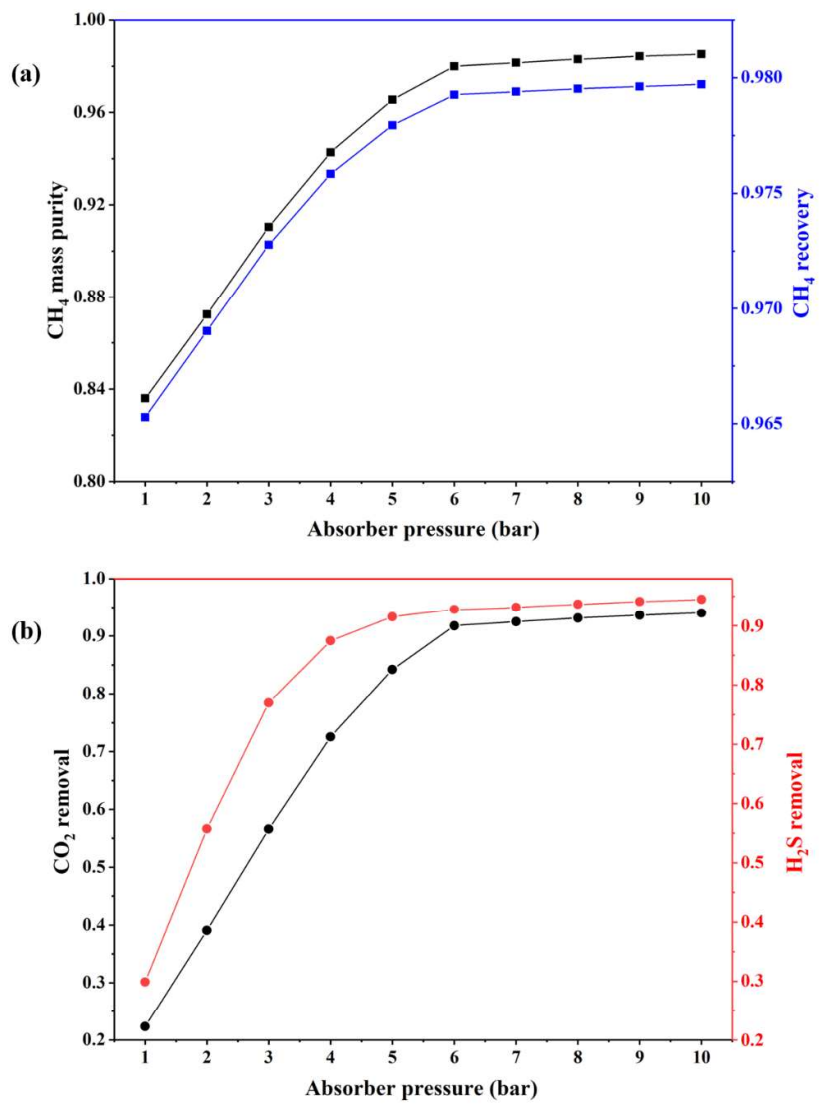 (a)
CH₄ mass purity
1.00
0.96
0.92
0.88
0.84
0.80
0.980
0.975
0.970
0.965
CH₄ recovery
1 2 3 4 5 6 7 8 9 10
Absorber pressure (bar)
(b)
CO₂ removal
1.0
0.9
0.8
0.7
0.6
0.5
0.4
0.3
0.2
0.9
0.8
0.7
0.6
0.5
0.4
0.3
0.2
H₂S removal
1 2 3 4 5 6 7 8 9 10
Absorber pressure (bar)